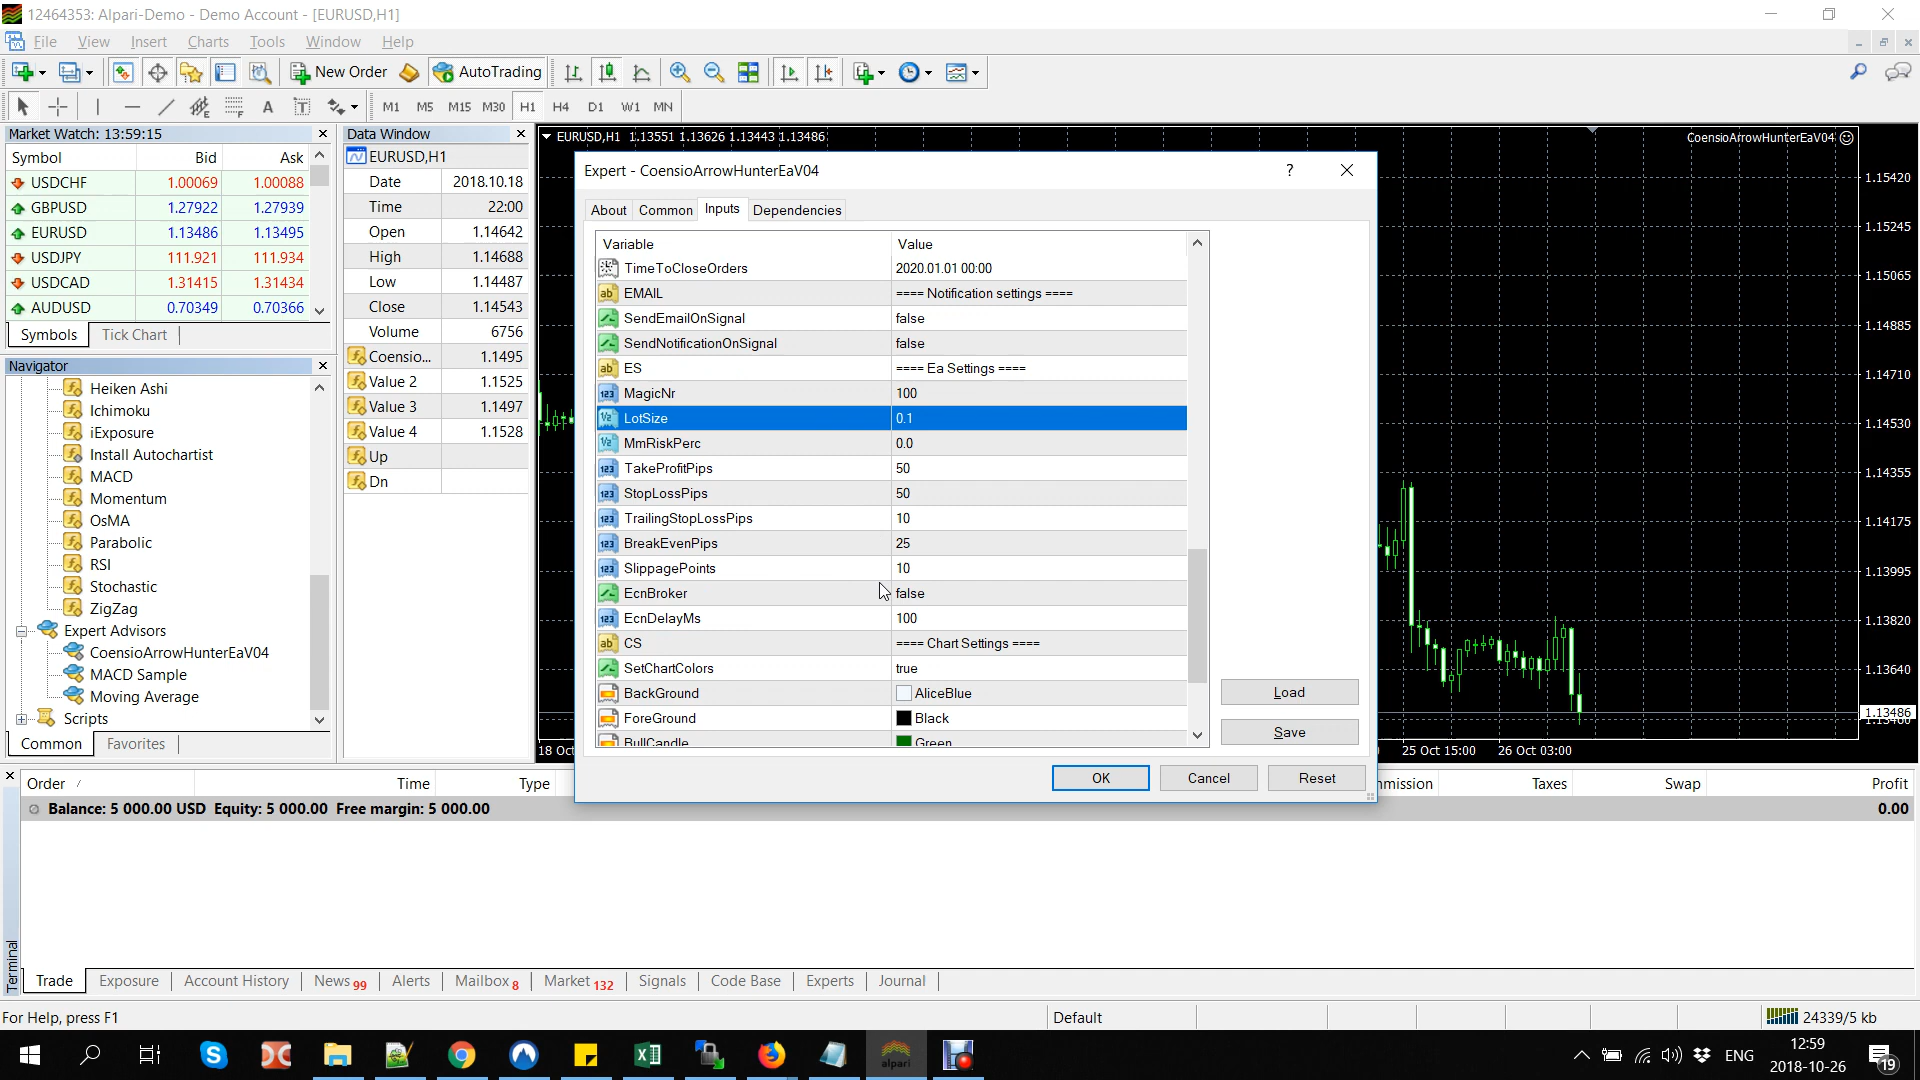 12464353: Alpari-Demo - Demo Account - [EURUSD,H1]
File View Insert Charts Tools Window Help
New Order AutoTrading
A T M1 M5 M15 M30 H1 H4 D1 W1 MN
Market Watch: 13:59:15
Symbol Bid Ask
USDCHF 1.00069 1.00088
GBPUSD 1.27922 1.27939
EURUSD 1.13486 1.13495
USDJPY 111.921 111.934
USDCAD 1.31415 1.31434
AUDUSD 0.70349 0.70366
Symbols Tick Chart
Navigator
Heiken Ashi
Ichimoku
iExposure
Install Autochartist
MACD
Momentum
OsMA
Parabolic
RSI
Stochastic
ZigZag
Expert Advisors
CoensioArrowHunterEaV04
MACD Sample
Moving Average
Scripts
Common Favorites
Data Window
EURUSD,H1
Date 2018.10.18
Time 22:00
Open 1.14642
High 1.14688
Low 1.14487
Close 1.14543
Volume 6756
Coensio... 1.1495
Value 2 1.1525
Value 3 1.1497
Value 4 1.1528
Up
Dn
EURUSD,H1 1.13551 1.13626 1.13443 1.13486
CoensioArrowHunterEaV04
Expert - CoensioArrowHunterEaV04 ?
About Common Inputs Dependencies
Variable Value
TimeToCloseOrders 2020.01.01 00:00
ab EMAIL ==== Notification settings ====
SendEmailOnSignal false
SendNotificationOnSignal false
ab ES ==== Ea Settings ====
123 MagicNr 100
V2 LotSize 0.1
V2 MmRiskPerc 0.0
123 TakeProfitPips 50
123 StopLossPips 50
123 TrailingStopLossPips 10
123 BreakEvenPips 25
123 SlippagePoints 10
EcnBroker false
123 EcnDelayMs 100
ab CS ==== Chart Settings ====
SetChartColors true
BackGround AliceBlue
ForeGround Black
BullCandle Green
Load
Save
OK Cancel Reset
1.15420
1.15245
1.15065
1.14885
1.14710
1.14530
1.14355
1.14175
1.13995
1.13820
1.13640
1.13486
18 Oct
25 Oct 15:00 26 Oct 03:00
Order / Time Type mmission Taxes Swap Profit
Balance: 5 000.00 USD Equity: 5 000.00 Free margin: 5 000.00 0.00
Terminal
Trade Exposure Account History News 99 Alerts Mailbox 8 Market 132 Signals Code Base Experts Journal
For Help, press F1 Default 24339/5 kb
alpari
ENG
12:59
2018-10-26
19